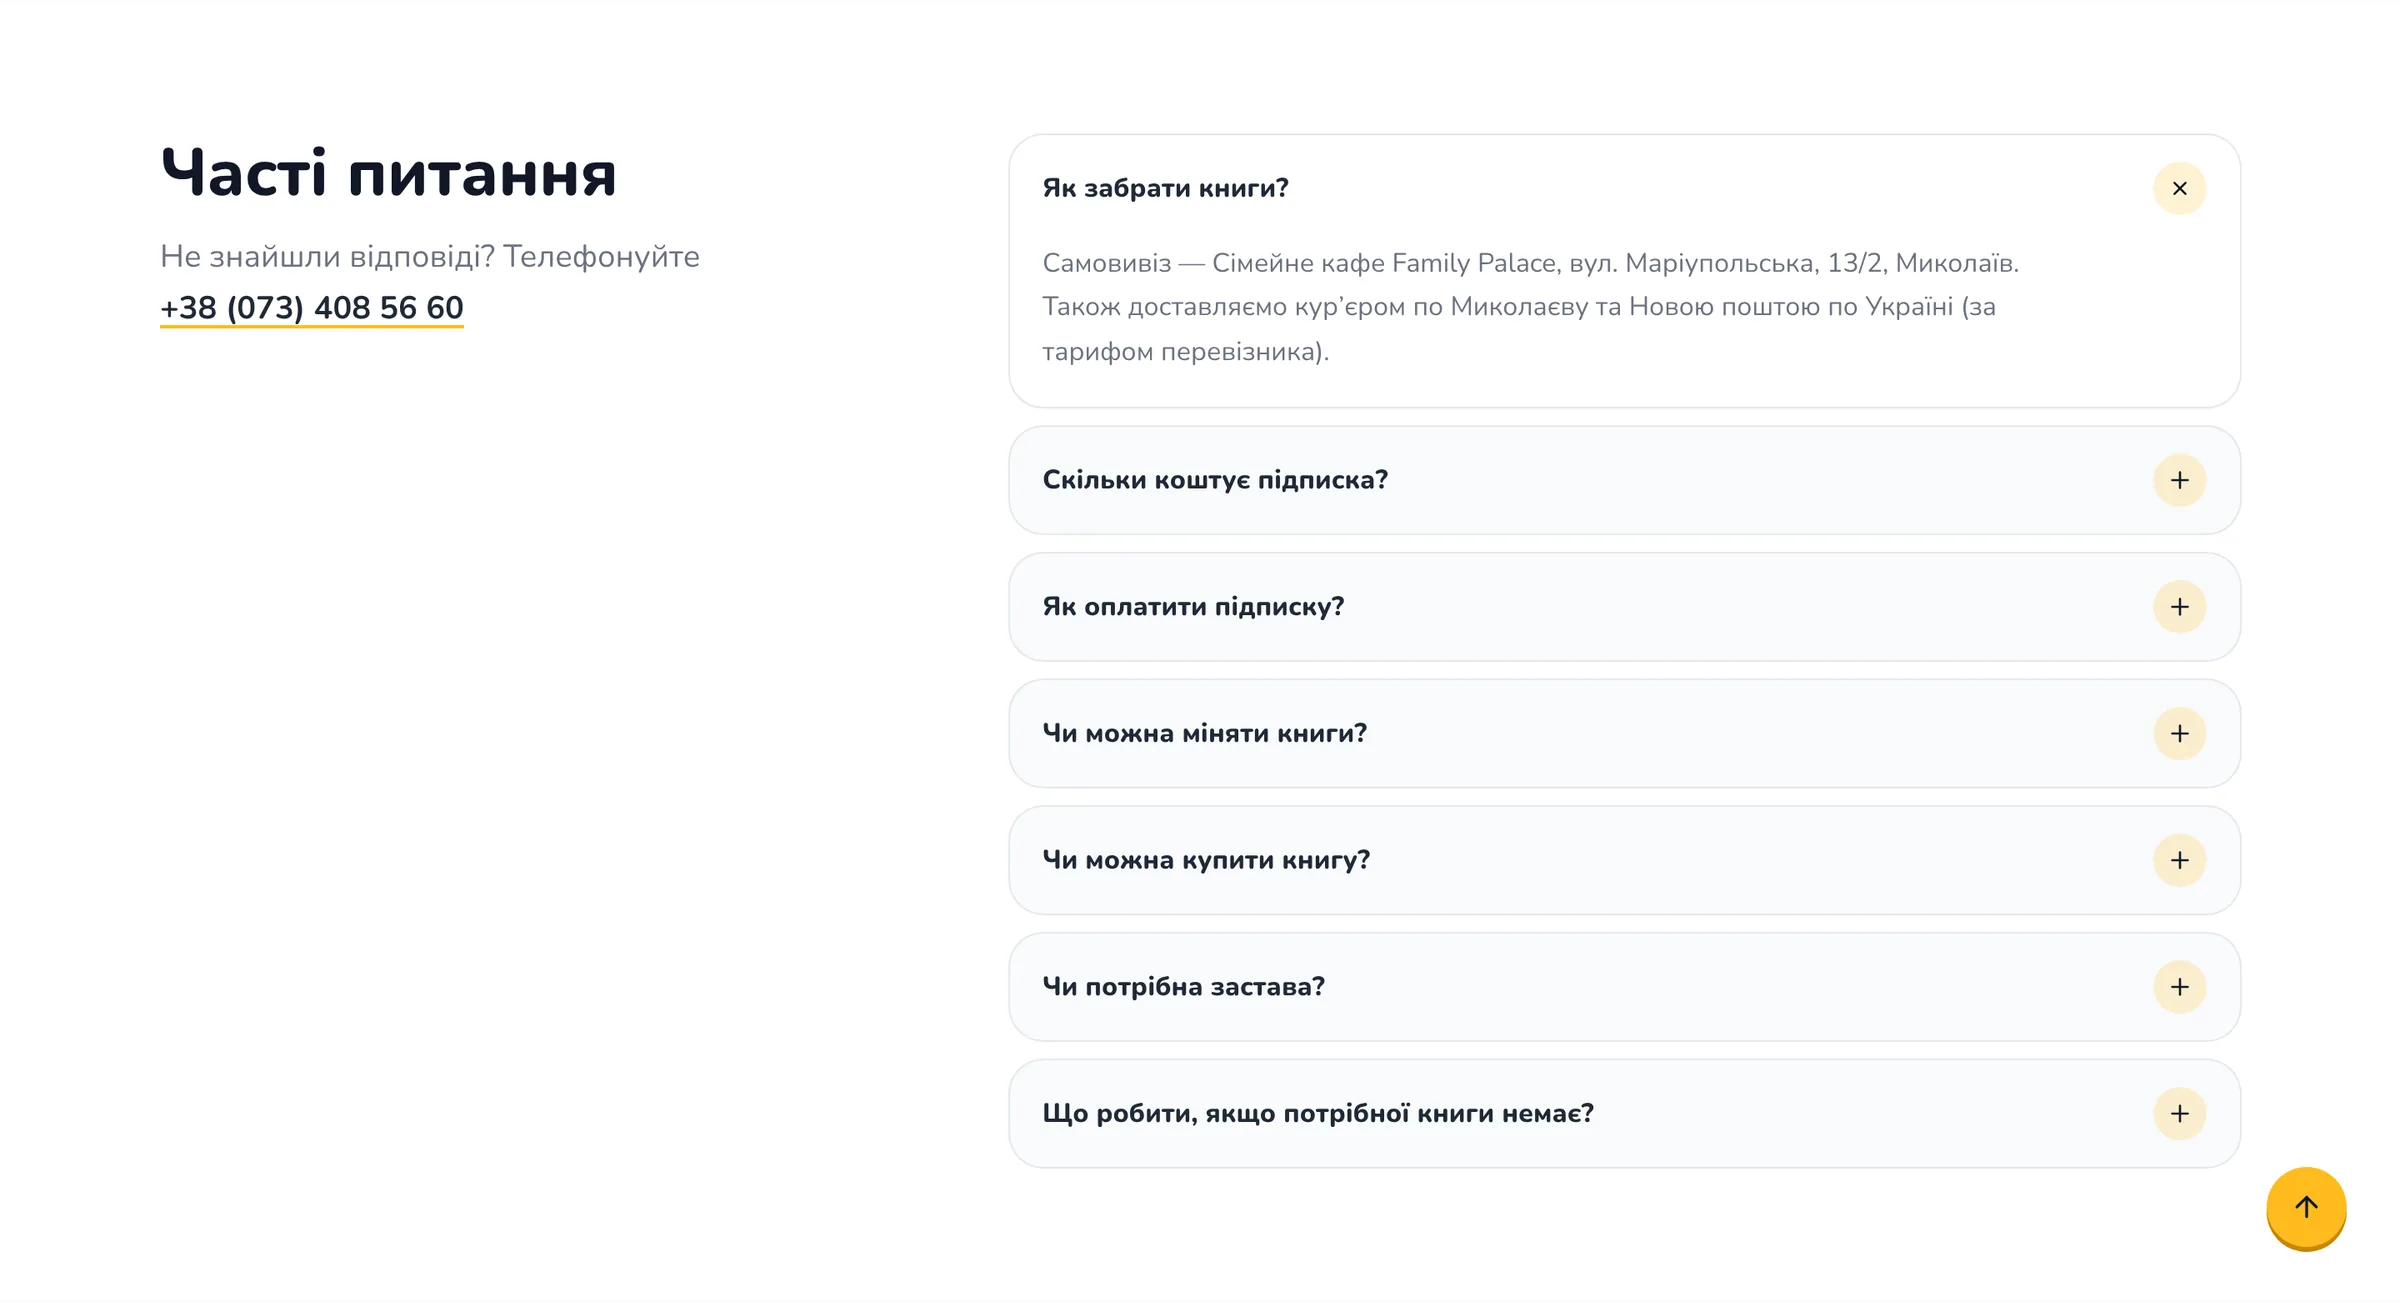 Часті питання
Не знайшли відповіді? Телефонуйте
+38 (073) 408 56 60
Як забрати книги?
Самовивіз — Сімейне кафе Family Palace, вул. Маріупольська, 13/2, Миколаїв.
Також доставляємо кур’єром по Миколаєву та Новою поштою по Україні (за
тарифом перевізника).
Скільки коштує підписка?
Як оплатити підписку?
Чи можна міняти книги?
Чи можна купити книгу?
Чи потрібна застава?
Що робити, якщо потрібної книги немає?